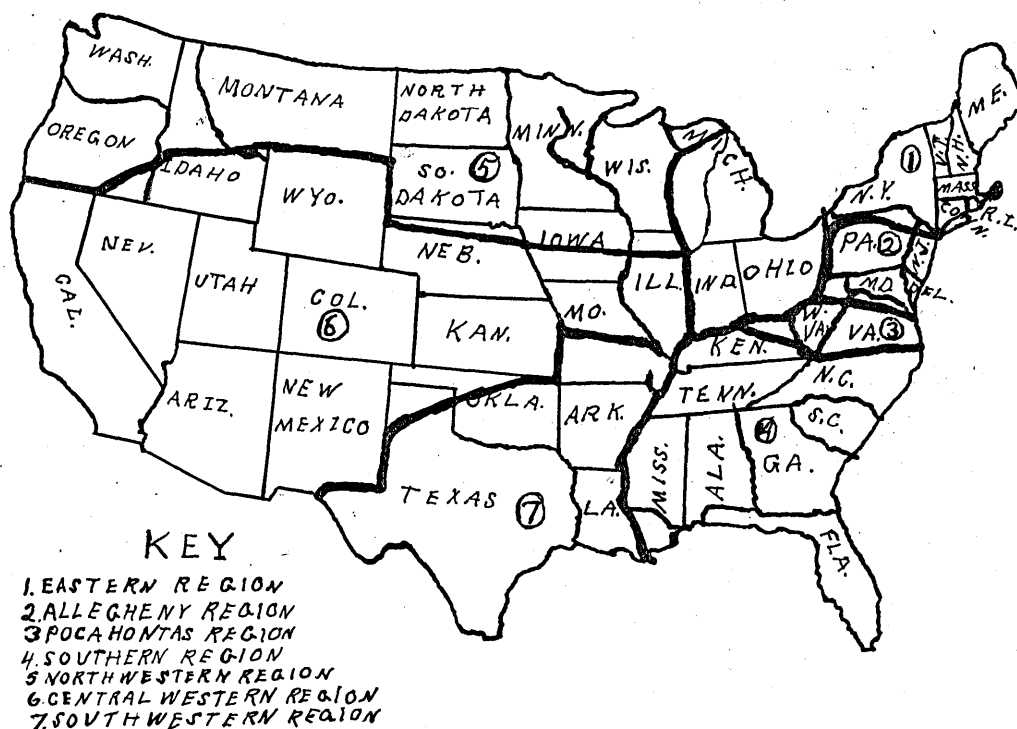 WASH.
MONTANA
NORTH
DAKOTA
MINN.
MICH.
ME.
OREGON
IDAHO
WYO.
SO. 5
DAKOTA
WIS.
1
V.T.
N.H.
N.Y.
MASS
CO
N.
R.I.
NEV.
NEB.
IOWA
PA. 2
N.J.
CAL.
UTAH
COL.
6
ILL.
IND.
OHIO
MD.
DEL.
KAN.
MO.
W.
VA.
VA. 3
KEN.
ARIZ.
NEW
MEXICO
OKLA.
ARK.
TENN.
N.C.
S.C.
4
GA.
MISS.
ALA.
TEXAS
7
LA.
FLA.
KEY
1. EASTERN REGION
2. ALLEGHENY REGION
3 POCAHONTAS REGION
4. SOUTHERN REGION
5 NORTHWESTERN REGION
6. CENTRAL WESTERN REGION
7. SOUTHWESTERN REGION